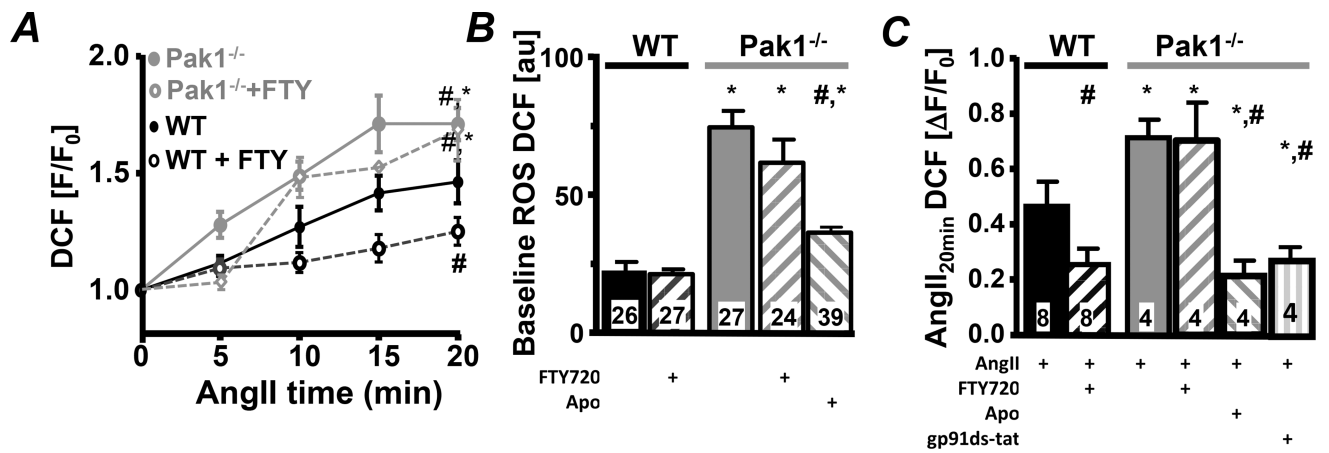 A
DCF [F/F0]
2.0
1.5
1.0
Pak1-/-
Pak1-/-+FTY
WT
WT + FTY
#,*
#,*
#
0 5 10 15 20
AngII time (min)
B
Baseline ROS DCF [au]
100
50
0
WT Pak1-/-
* * #,*
26 27 27 24 39
FTY720 + +
Apo +
C
AngII20min DCF [ΔF/F0]
1.0
0.8
0.6
0.4
0.2
0.0
WT Pak1-/-
# * * *,# *,#
8 8 4 4 4 4
AngII + + + + + +
FTY720 + +
Apo +
gp91ds-tat +